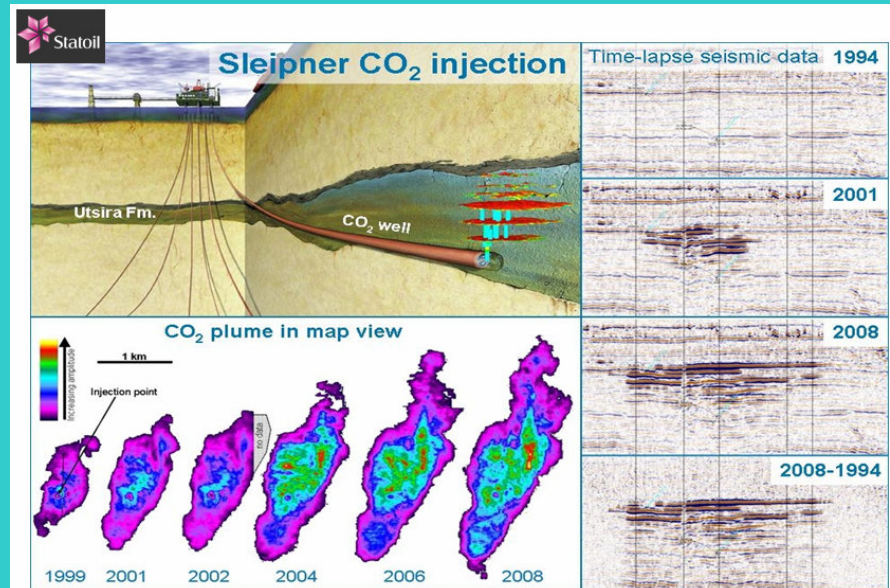 Statoil
Sleipner CO₂ injection
Utsira Fm.
CO₂ well
Time-lapse seismic data 1994
2001
2008
2008-1994
CO₂ plume in map view
Increasing amplitude
1 km
Injection point
no data
1999 2001 2002 2004 2006 2008